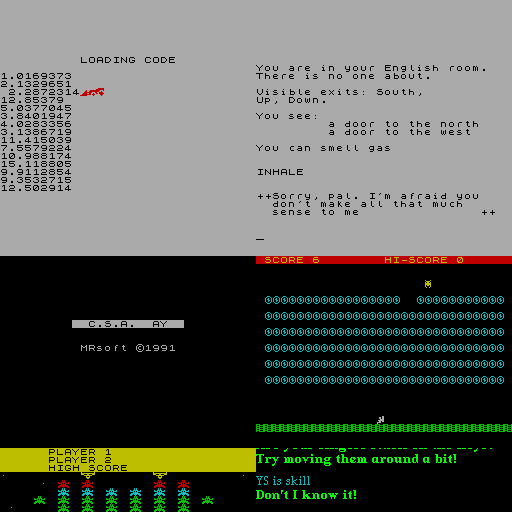 LOADING CODE
1.0169373
2.1329651
2.2872314
12.85379
5.0377045
3.8401947
4.0283356
3.1386719
11.415039
7.5579224
10.988174
15.118805
9.9112854
9.3532715
12.502914
You are in your English room.
There is no one about.
Visible exits: South,
Up, Down.
You see:
a door to the north
a door to the west
You can smell gas
INHALE
++Sorry, pal. I'm afraid you
don't make all that much
sense to me ++
C.S.A. AY
MRsoft ©1991
SCORE 6 HI-SCORE 0
PLAYER 1
PLAYER 2
HIGH SCORE
Try moving them around a bit!
YS is skill
Don't I know it!